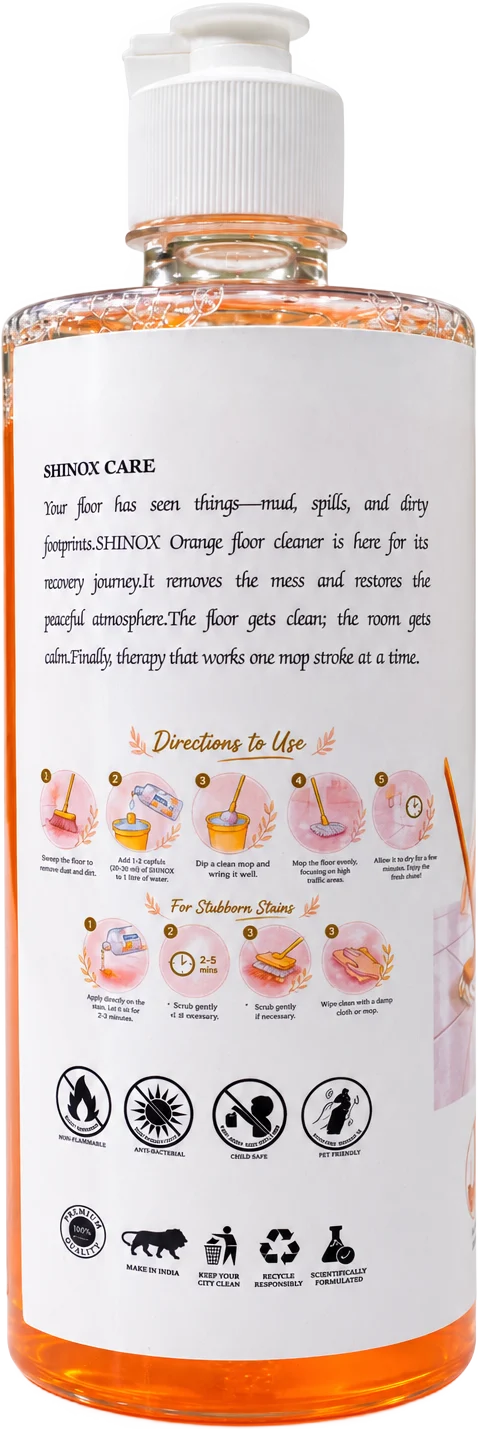 SHINOX CARE
Your floor has seen things—mud, spills, and dirty
footprints.SHINOX Orange floor cleaner is here for its
recovery journey.It removes the mess and restores the
peaceful atmosphere.The floor gets clean; the room gets
calm.Finally, therapy that works one mop stroke at a time.
Directions to Use
1 2 3 4 5
Sweep the floor to
remove dust and dirt.
Add 1-2 capfuls
(20-30 ml) of SHINOX
to 1 litre of water.
Dip a clean mop and
wring it well.
Mop the floor evenly,
focusing on high
traffic areas.
Allow it to dry for a few
minutes. Enjoy the
fresh shine!
For Stubborn Stains
1 2 3 3
2-5
mins
Apply directly on the
stain. Let it sit for
2-3 minutes.
• Scrub gently
necessary.
• Scrub gently
if necessary.
Wipe clean with a damp
cloth or mop.
NON-FLAMMABLE
ANTI-BACTERIAL
CHILD SAFE
PET FRIENDLY
PREMIUM
100%
QUALITY
MAKE IN INDIA
KEEP YOUR
CITY CLEAN
RECYCLE
RESPONSIBLY
SCIENTIFICALLY
FORMULATED